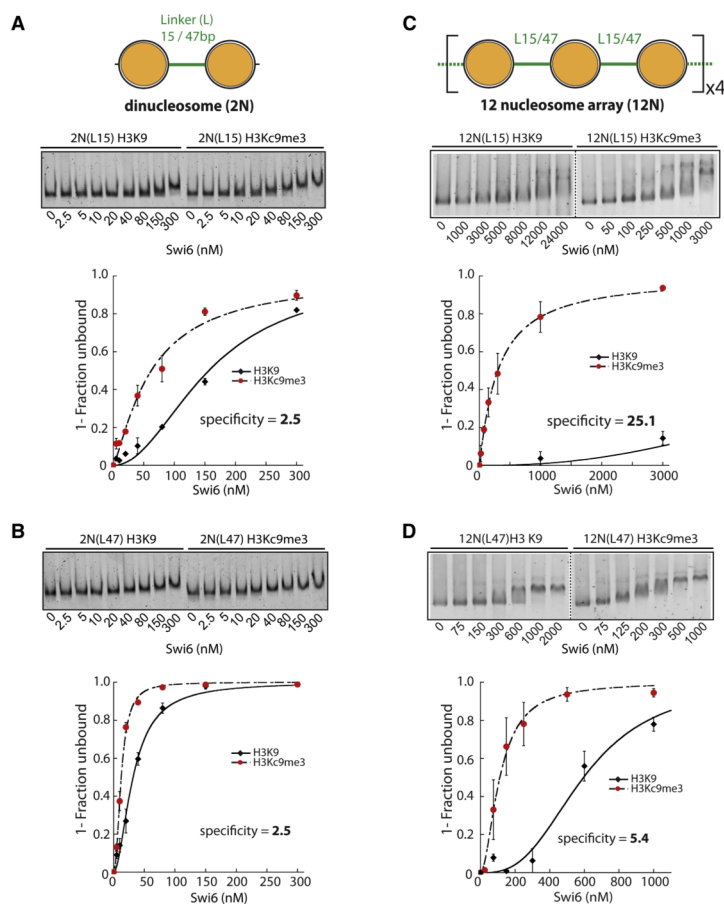 A
Linker (L)
15 / 47bp
dinucleosome (2N)
2N(L15) H3K9 2N(L15) H3Kc9me3
0 2.5 5 10 20 40 80 150 300 0 2.5 5 10 20 40 80 150 300
Swi6 (nM)
1- Fraction unbound
1.0
0.8
0.6
0.4
0.2
0
H3K9
H3Kc9me3
specificity = 2.5
0 50 100 150 200 250 300
Swi6 (nM)
B
2N(L47) H3K9 2N(L47) H3Kc9me3
0 2.5 5 10 20 40 80 150 300 0 2.5 5 10 20 40 80 150 300
Swi6 (nM)
1- Fraction unbound
1.0
0.8
0.6
0.4
0.2
0
H3K9
H3Kc9me3
specificity = 2.5
0 50 100 150 200 250 300
Swi6 (nM)
C
L15/47 L15/47
x4
12 nucleosome array (12N)
12N(L15) H3K9 12N(L15) H3Kc9me3
0 1000 3000 5000 8000 12000 24000 0 50 100 250 500 1000 3000
Swi6 (nM)
1- Fraction unbound
1.0
0.8
0.6
0.4
0.2
0
H3K9
H3Kc9me3
specificity = 25.1
0 1000 2000 3000
Swi6 (nM)
D
12N(L47)H3 K9 12N(L47) H3Kc9me3
0 75 150 300 600 1000 2000 0 75 125 200 300 500 1000
Swi6 (nM)
1- Fraction unbound
1.0
0.8
0.6
0.4
0.2
0
H3K9
H3Kc9me3
specificity = 5.4
0 200 400 600 800 1000
Swi6 (nM)